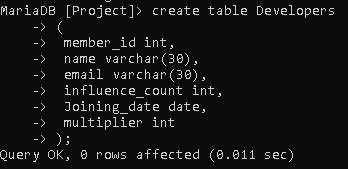 MariaDB [Project]> create table Developers
-> (
-> member_id int,
-> name varchar(30),
-> email varchar(30),
-> influence_count int,
-> Joining_date date,
-> multiplier int
-> );
Query OK, 0 rows affected (0.011 sec)